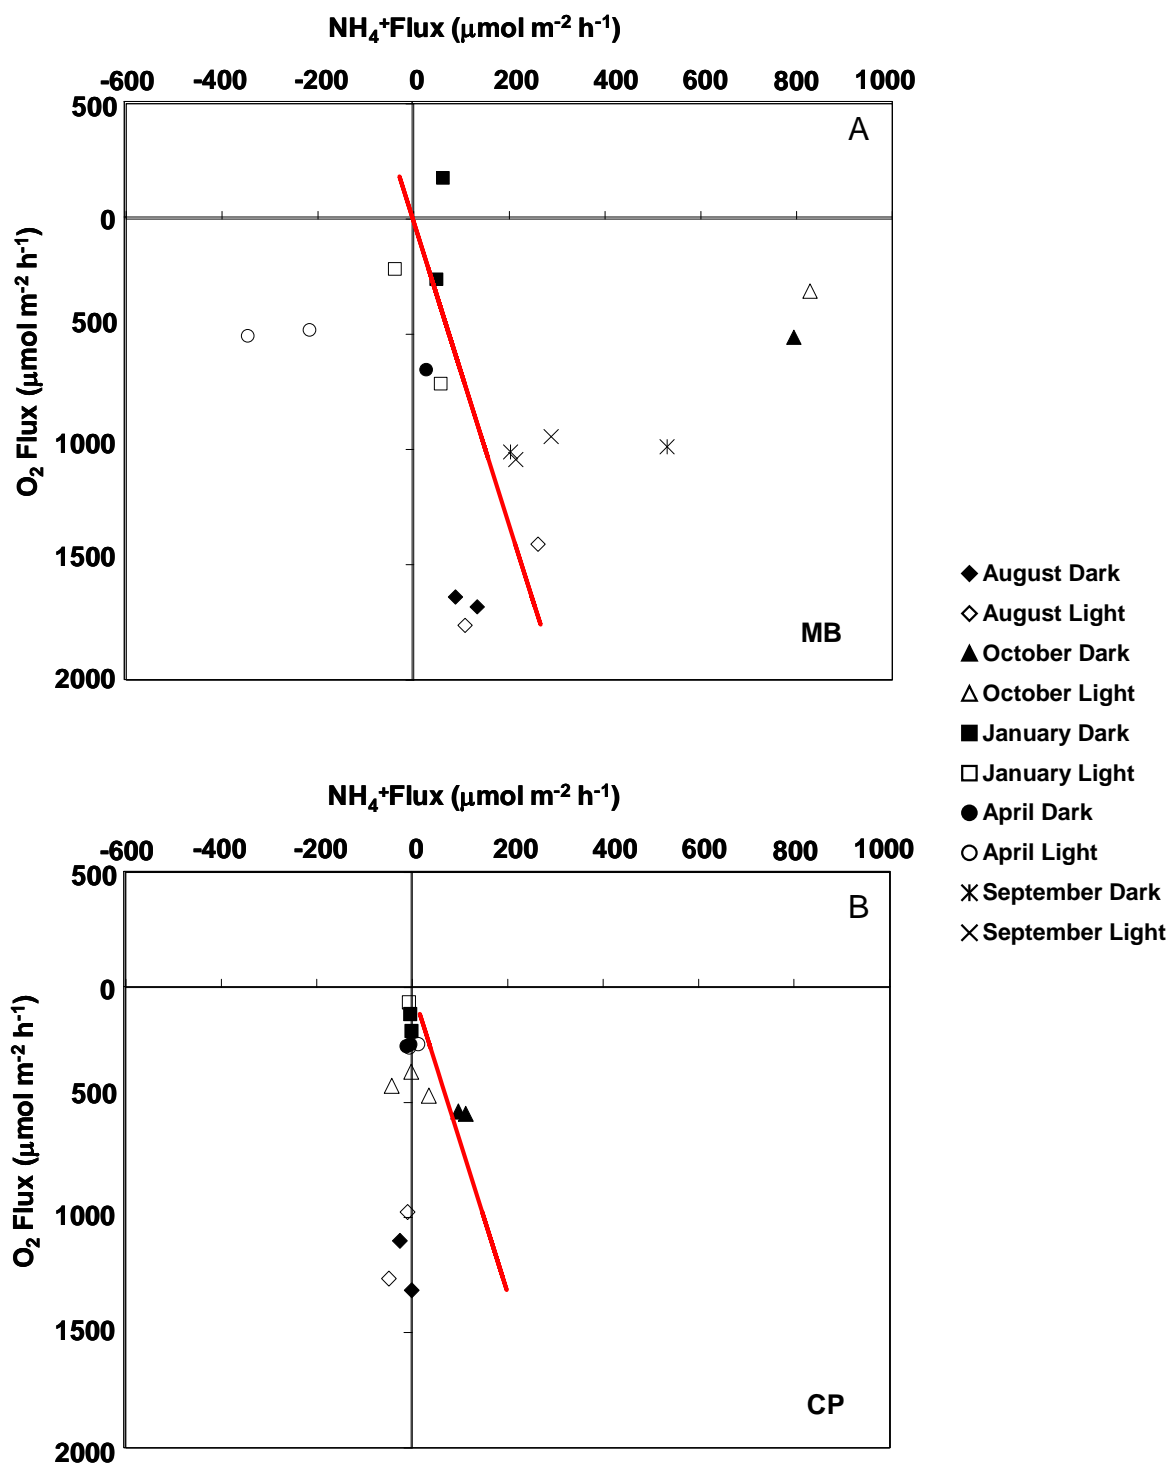 NH₄⁺Flux (μmol m⁻² h⁻¹)
-600 -400 -200 0 200 400 600 800 1000
A
500
0
500
1000
1500
2000
O₂ Flux (μmol m⁻² h⁻¹)
MB
August Dark
August Light
October Dark
October Light
January Dark
January Light
April Dark
April Light
September Dark
September Light
NH₄⁺Flux (μmol m⁻² h⁻¹)
-600 -400 -200 0 200 400 600 800 1000
B
500
0
500
1000
1500
2000
O₂ Flux (μmol m⁻² h⁻¹)
CP